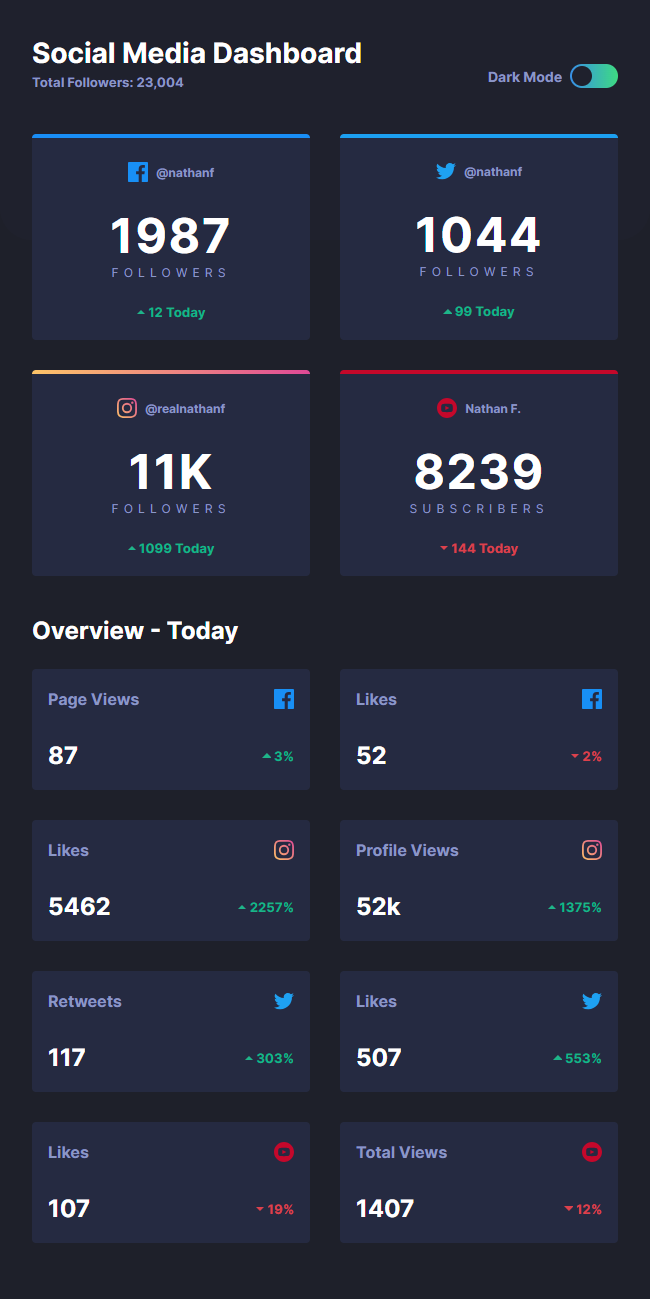 Social Media Dashboard
Total Followers: 23,004
Dark Mode
@nathanf
1987
FOLLOWERS
12 Today
@nathanf
1044
FOLLOWERS
99 Today
@realnathanf
11K
FOLLOWERS
1099 Today
Nathan F.
8239
SUBSCRIBERS
144 Today
Overview - Today
Page Views
87
3%
Likes
52
2%
Likes
5462
2257%
Profile Views
52k
1375%
Retweets
117
303%
Likes
507
553%
Likes
107
19%
Total Views
1407
12%